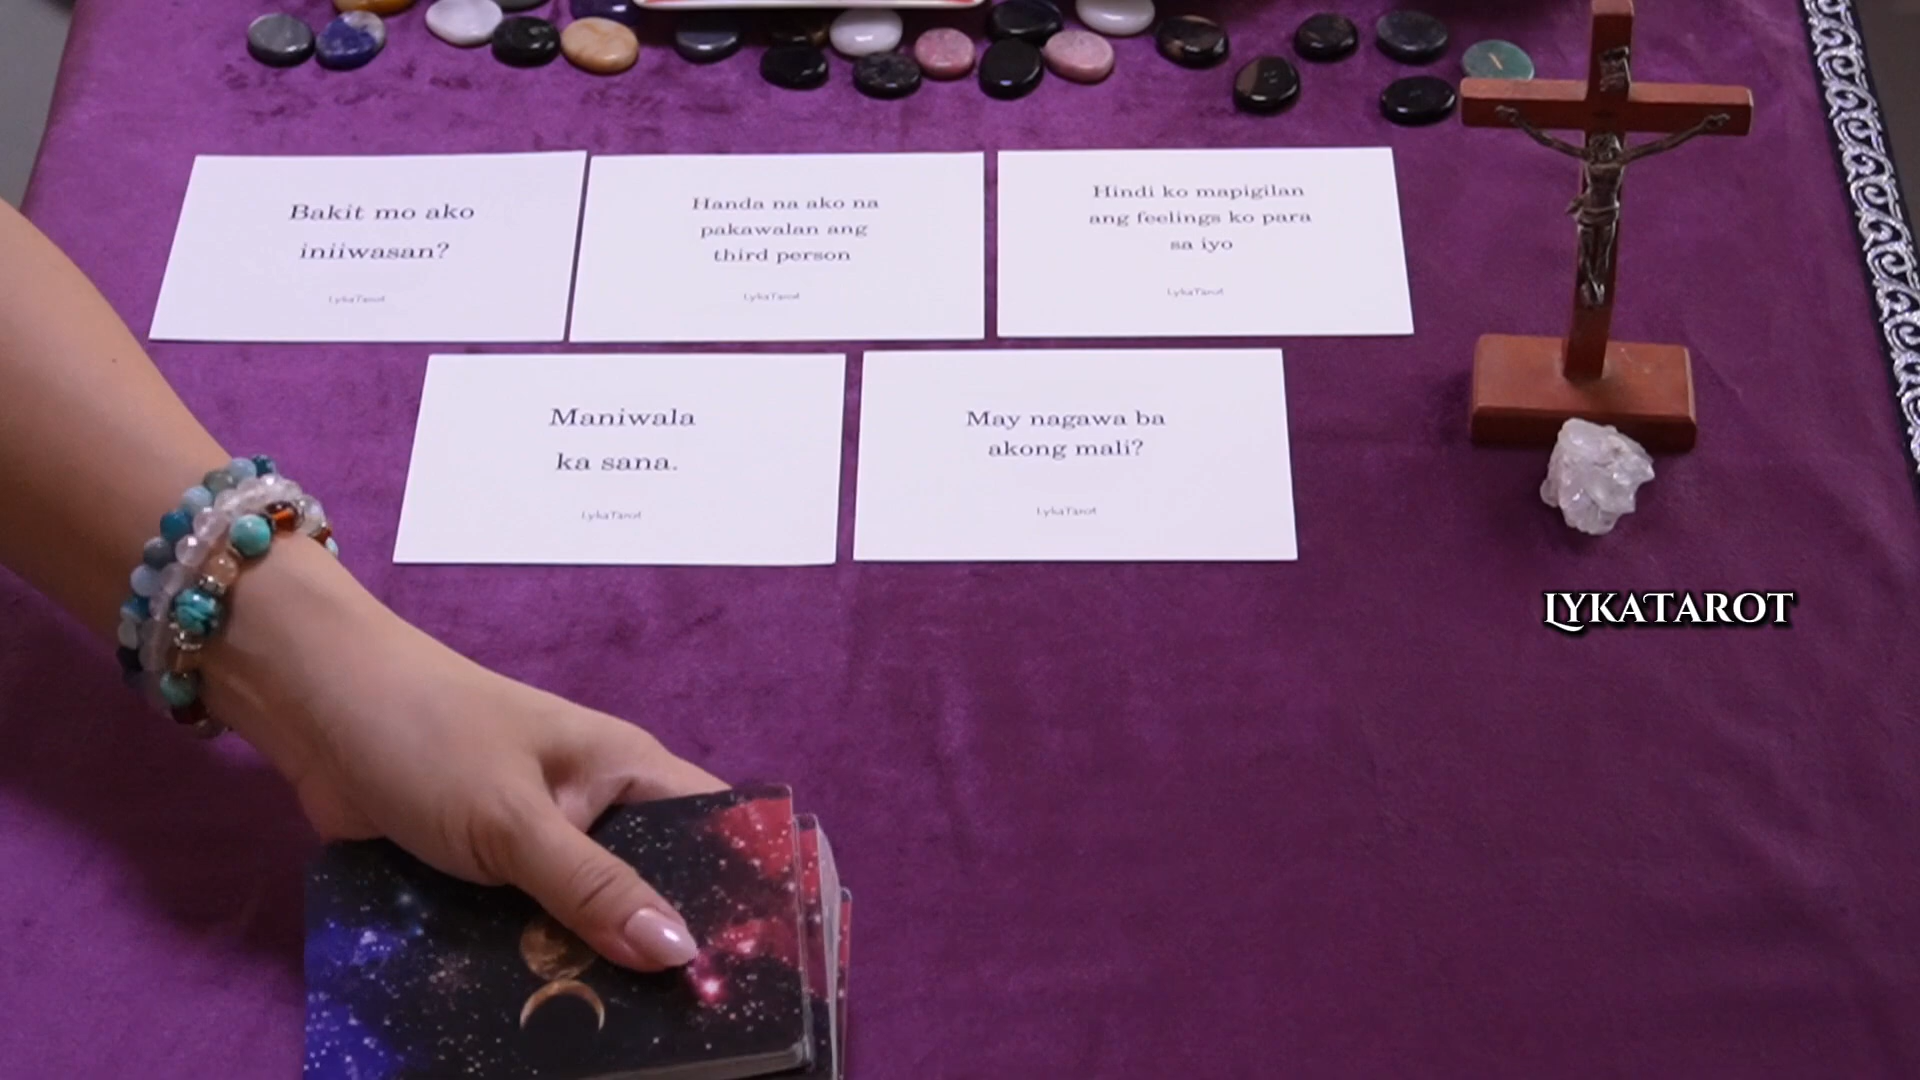 Bakit mo ako
iniiwasan?
LykaTarot
Handa na ako na
pakawalan ang
third person
LykaTarot
Hindi ko mapigilan
ang feelings ko para
sa iyo
LykaTarot
Maniwala
ka sana.
LykaTarot
May nagawa ba
akong mali?
LykaTarot
LYKATAROT